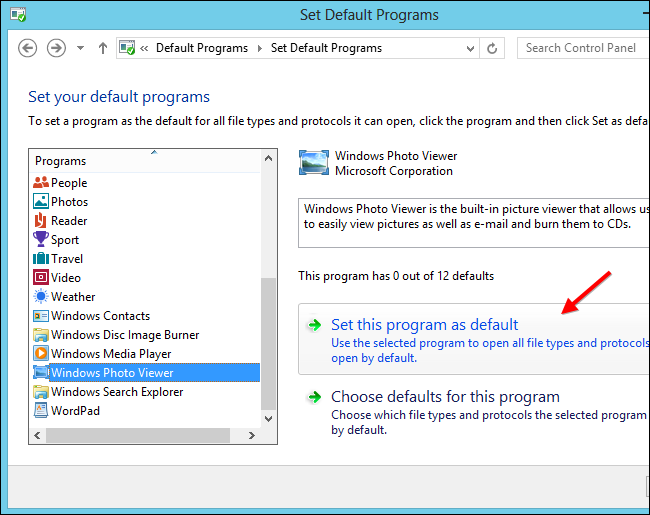 Set Default Programs
Default Programs
Set Default Programs
Search Control Panel
Set your default programs
To set a program as the default for all file types and protocols it can open, click the program and then click Set as defa
Programs
People
Photos
Reader
Sport
Travel
Video
Weather
Windows Contacts
Windows Disc Image Burner
Windows Media Player
Windows Photo Viewer
Windows Search Explorer
WordPad
Windows Photo Viewer
Microsoft Corporation
Windows Photo Viewer is the built-in picture viewer that allows us
to easily view pictures as well as e-mail and burn them to CDs.
This program has 0 out of 12 defaults
Set this program as default
Use the selected program to open all file types and protocols
open by default.
Choose defaults for this program
Choose which file types and protocols the selected program
by default.